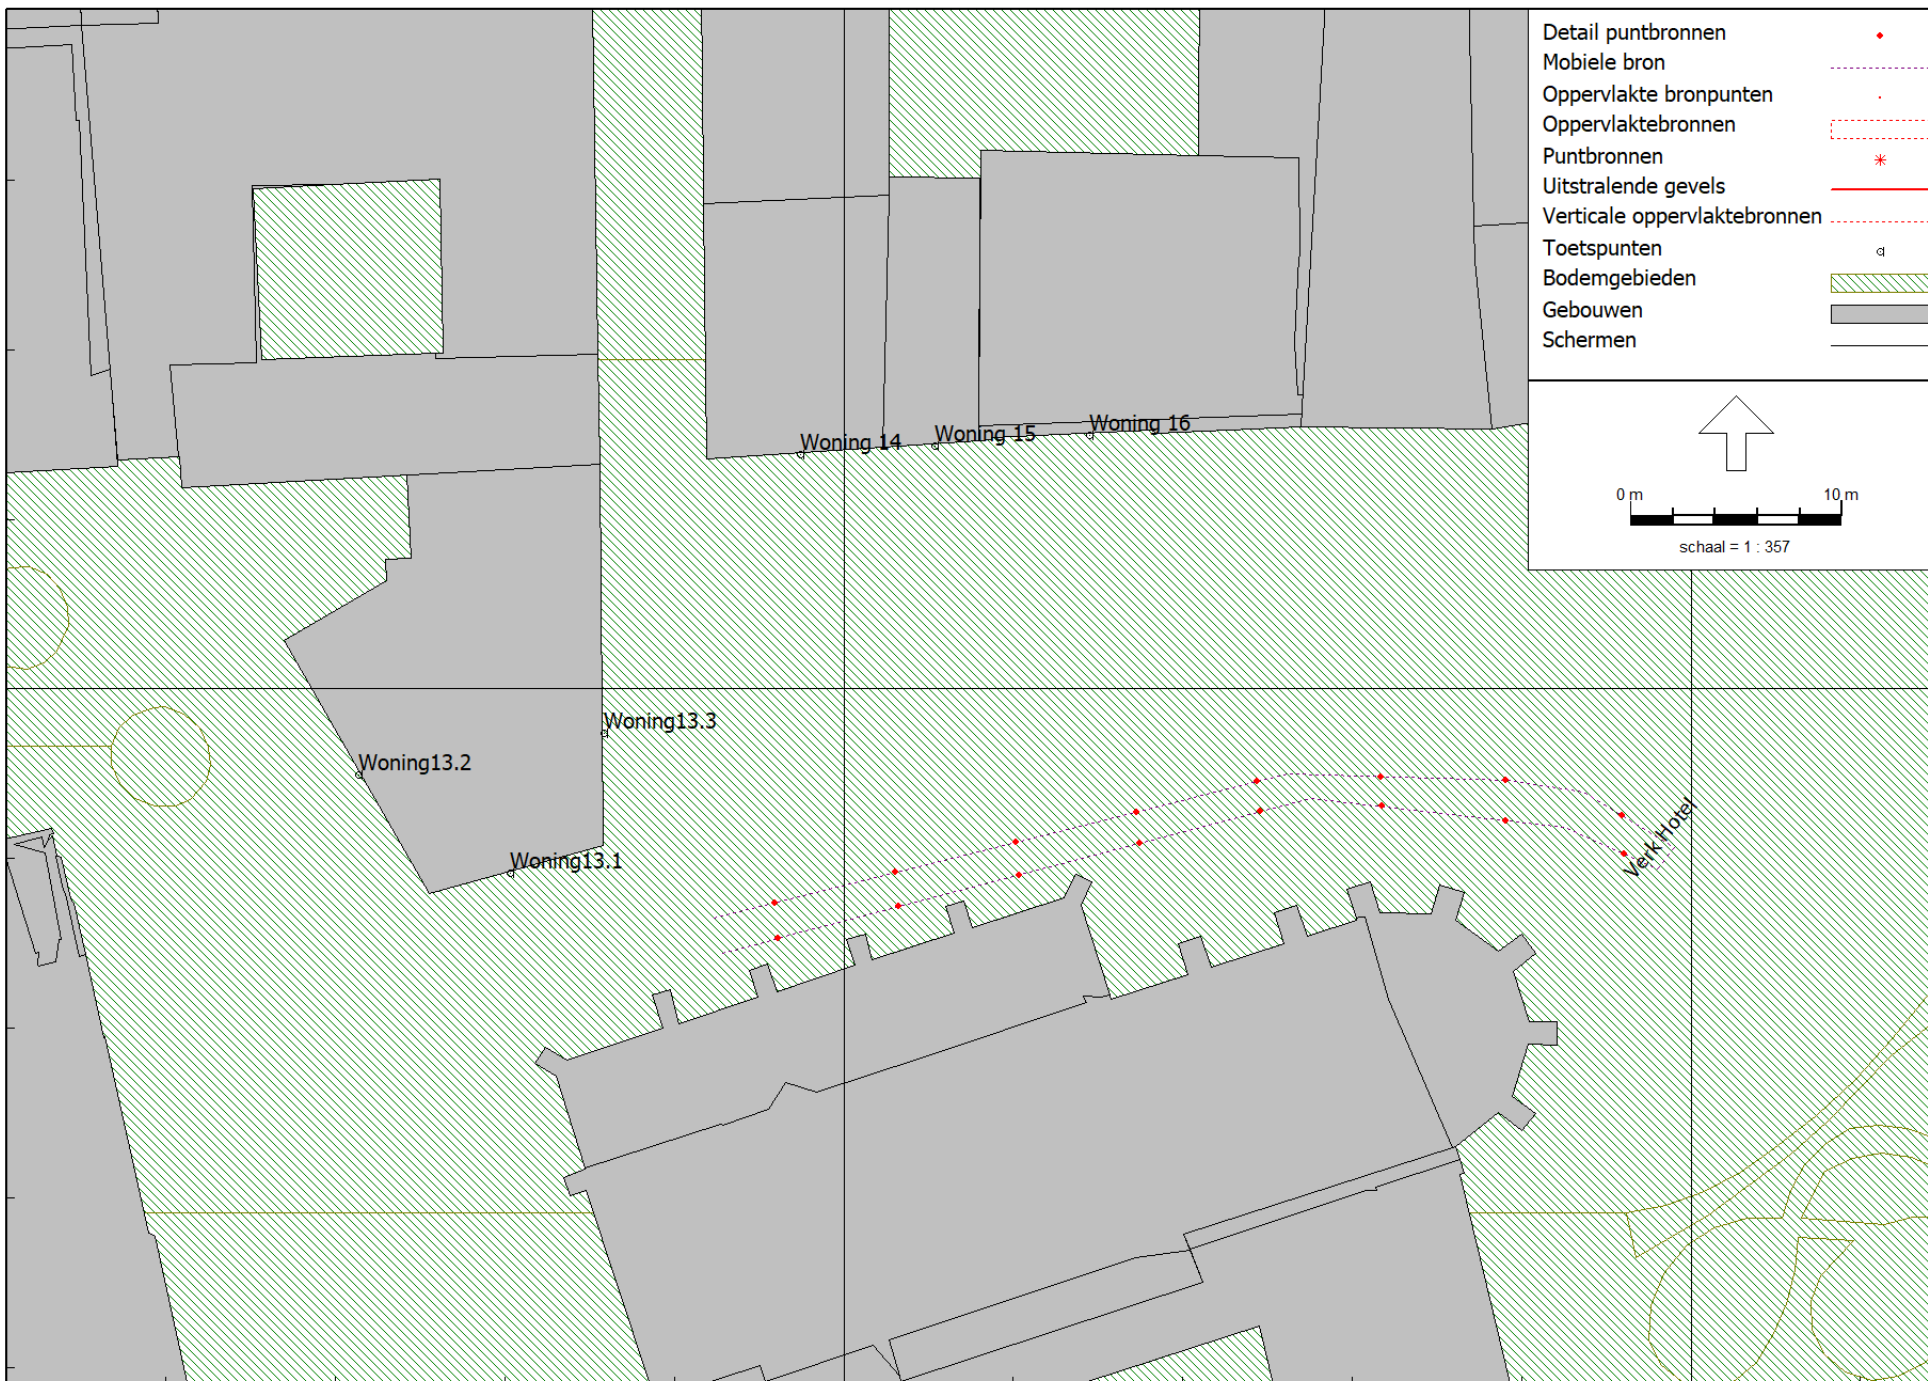 Detail puntbronnen
Mobiele bron
Oppervlakte bronpunten
Oppervlaktebronnen
Puntbronnen
Uitstralende gevels
Verticale oppervlaktebronnen
Toetspunten
Bodemgebieden
Gebouwen
Schermen
0 m 10 m
schaal = 1 : 357
Woning 14
Woning 15
Woning 16
Woning13.3
Woning13.2
Woning13.1
Verk Hotel